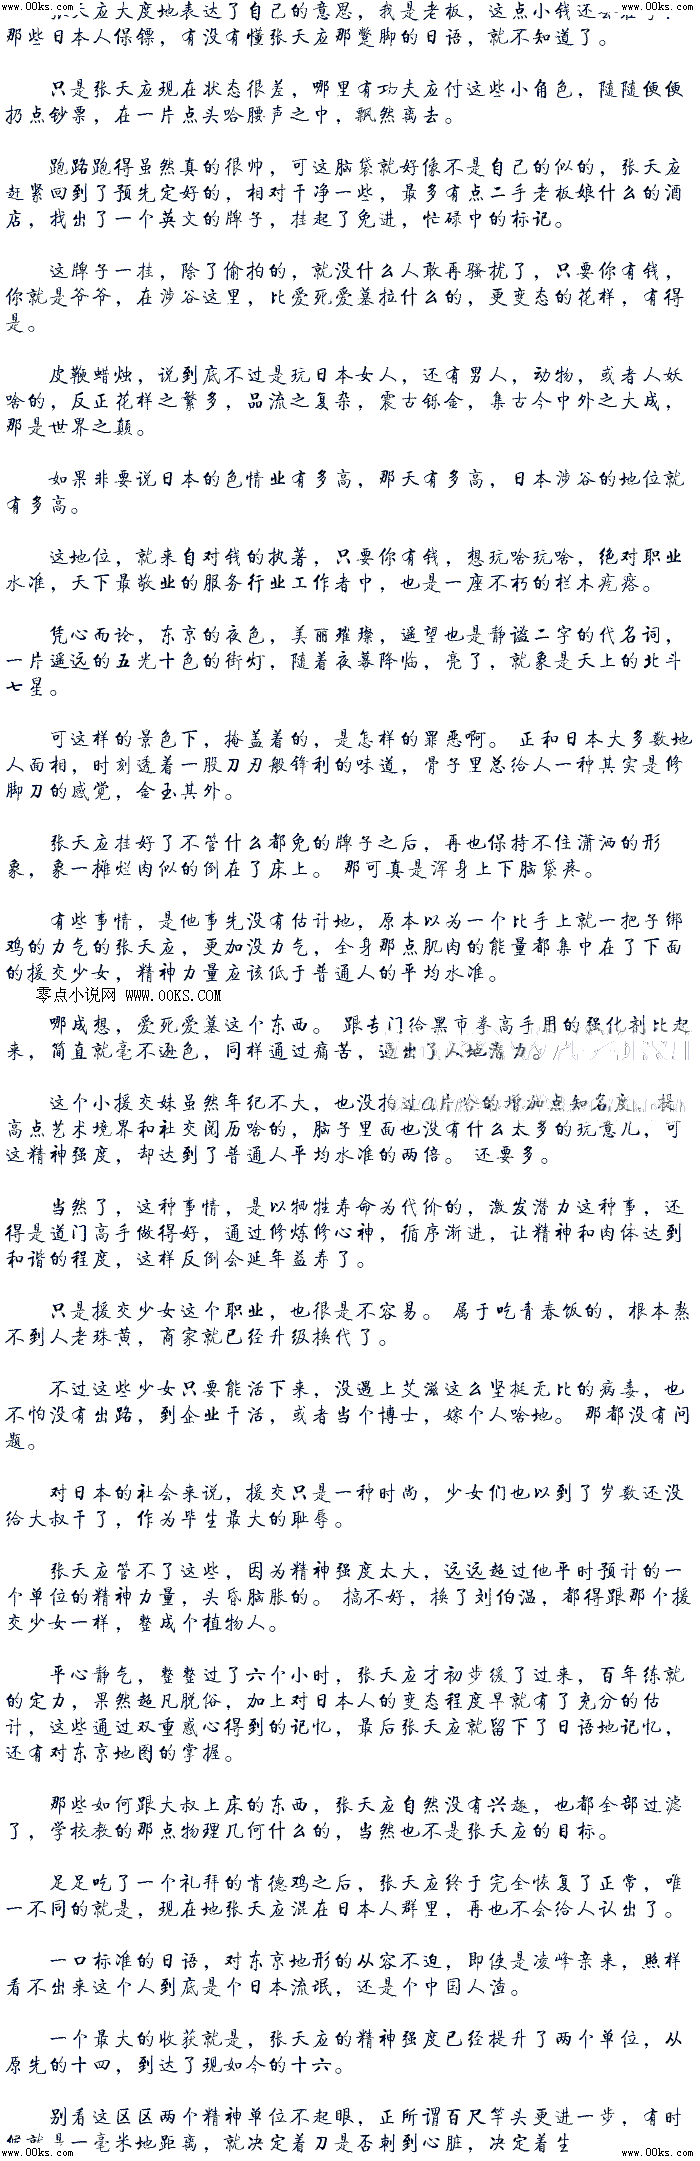 www.00ks.com
www.00ks.com
张天应大度地表达了自己的意思，我是老板，这点小钱还
那些日本人保镖，有没有懂张天应那蹩脚的日语，就不知道了。
只是张天应现在状态很差，哪里有功夫应付这些小角色，随随便便
扔点钞票，在一片点头哈腰声之中，飘然离去。
跑路跑得虽然真的很帅，可这脑袋就好像不是自己的似的，张天应
赶紧回到了预先定好的，相对干净一些，最多有点二手老板娘什么的酒
店，找出了一个英文的牌子，挂起了免进，忙碌中的标记。
这牌子一挂，除了偷拍的，就没什么人敢再骚扰了，只要你有钱，
你就是爷爷，在涉谷这里，比爱死爱墓拉什么的，更变态的花样，有得
是。
皮鞭蜡烛，说到底不过是玩日本女人，还有男人，动物，或者人妖
啥的，反正花样之繁多，品流之复杂，震古铄金，集古今中外之大成，
那是世界之颠。
如果非要说日本的色情业有多高，那天有多高，日本涉谷的地位就
有多高。
这地位，就来自对钱的执著，只要你有钱，想玩啥玩啥，绝对职业
水准，天下最敬业的服务行业工作者中，也是一座不朽的栏木疙瘩。
凭心而论，东京的夜色，美丽璀璨，遥望也是静谧二字的代名词，
一片遥远的五光十色的街灯，随着夜幕降临，亮了，就象是天上的北斗
七星。
可这样的景色下，掩盖着的，是怎样的罪恶啊。 正和日本大多数地
人面相，时刻透着一股刀刃般锋利的味道，骨子里总给人一种其实是修
脚刀的感觉，金玉其外。
张天应挂好了不管什么都免的牌子之后，再也保持不住潇洒的形
象，象一摊烂肉似的倒在了床上。 那可真是浑身上下脑袋疼。
有些事情，是他事先没有估计地，原本以为一个比手上就一把子绑
鸡的力气的张天应，更加没力气，全身那点肌肉的能量都集中在了下面
的援交少女，精神力量应该低于普通人的平均水准。
零点小说网 www.00KS.COM
哪成想，爱死爱墓这个东西。 跟专门给黑市拳高手用的强化剂比起
来，简直就毫不逊色，同样通过痛苦，逼出了人地潜力。
这个小援交妹虽然年纪不大，也没拍过a片啥的增加点知名度，提
高点艺术境界和社交阅历啥的，脑子里面也没有什么太多的玩意儿，可
这精神强度，却达到了普通人平均水准的两倍。 还要多。
当然了，这种事情，是以牺牲寿命为代价的，激发潜力这种事，还
得是道门高手做得好，通过修炼修心神，循序渐进，让精神和肉体达到
和谐的程度，这样反倒会延年益寿了。
只是援交少女这个职业，也很是不容易。 属于吃青春饭的，根本熬
不到人老珠黄，商家就已经升级换代了。
不过这些少女只要能活下来，没遇上艾滋这么坚挺无比的病毒，也
不怕没有出路，到企业干活，或者当个博士，嫁个人啥地。 那都没有问
题。
对日本的社会来说，援交只是一种时尚，少女们也以到了岁数还没
给大叔干了，作为毕生最大的耻辱。
张天应管不了这些，因为精神强度太大，远远超过他平时预计的一
个单位的精神力量，头昏脑胀的。 搞不好，换了刘伯温，都得跟那个援
交少女一样，整成个植物人。
平心静气，整整过了六个小时，张天应才初步缓了过来，百年练就
的定力，果然超凡脱俗，加上对日本人的变态程度早就有了充分的估
计，这些通过双重感心得到的记忆，最后张天应就留下了日语地记忆，
还有对东京地图的掌握。
那些如何跟大叔上床的东西，张天应自然没有兴趣，也都全部过滤
了，学校教的那点物理几何什么的，当然也不是张天应的目标。
足足吃了一个礼拜的肯德鸡之后，张天应终于完全恢复了正常，唯
一不同的就是，现在地张天应混在日本人群里，再也不会给人认出了。
一口标准的日语，对东京地形的从容不迫，即使是凌峰亲来，照样
看不出来这个人到底是个日本流氓，还是个中国人渣。
一个最大的收获就是，张天应的精神强度已经提升了两个单位，从
原先的十四，到达了现如今的十六。
别看这区区两个精神单位不起眼，正所谓百尺竿头更进一步，有时
候就是一毫米地距离，就决定着刀是否刺到心脏，决定着生
www.00ks.com
www.00ks.com